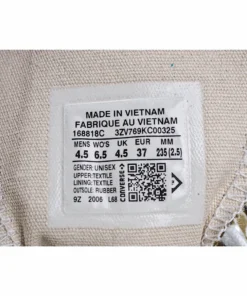 MADE IN VIETNAM
FABRIQUE AU VIETNAM
168818C 3ZV769KC00325
MENS WO'S UK EUR MM
4.5 6.5 4.5 37 235(2.5)
GENDER: UNISEX
UPPER: TEXTILE
LINING: TEXTILE
OUTSOLE: RUBBER
CONVERSE
9Z 2006 L68